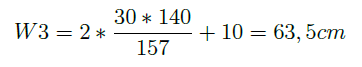 W3 = 2 * 30 * 140 / 157 + 10 = 63,5cm